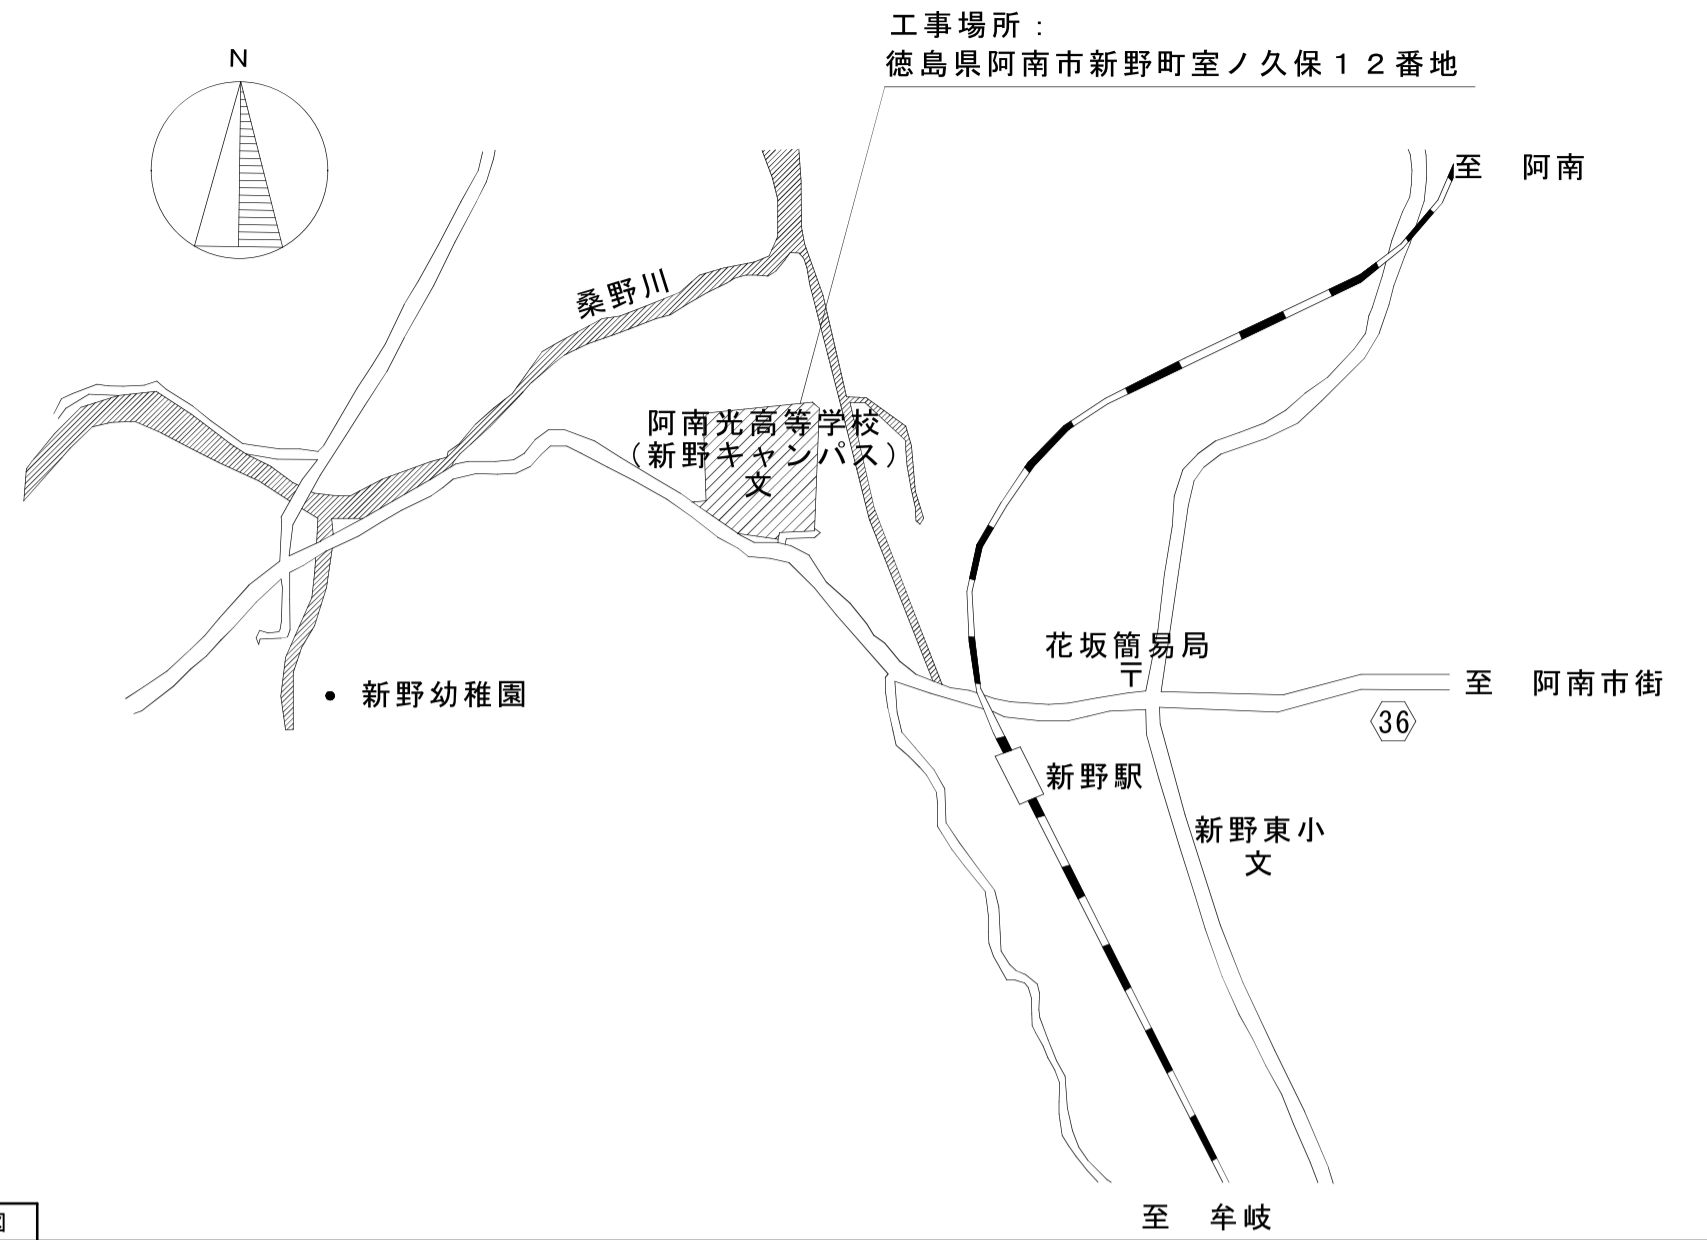 工事場所：
徳島県阿南市新野町室ノ久保１２番地
N
至　阿南
桑野川
阿南光高等学校
（新野キャンパス）
文
花坂簡易局
〒
至　阿南市街
36
新野幼稚園
新野駅
新野東小
文
至　牟岐